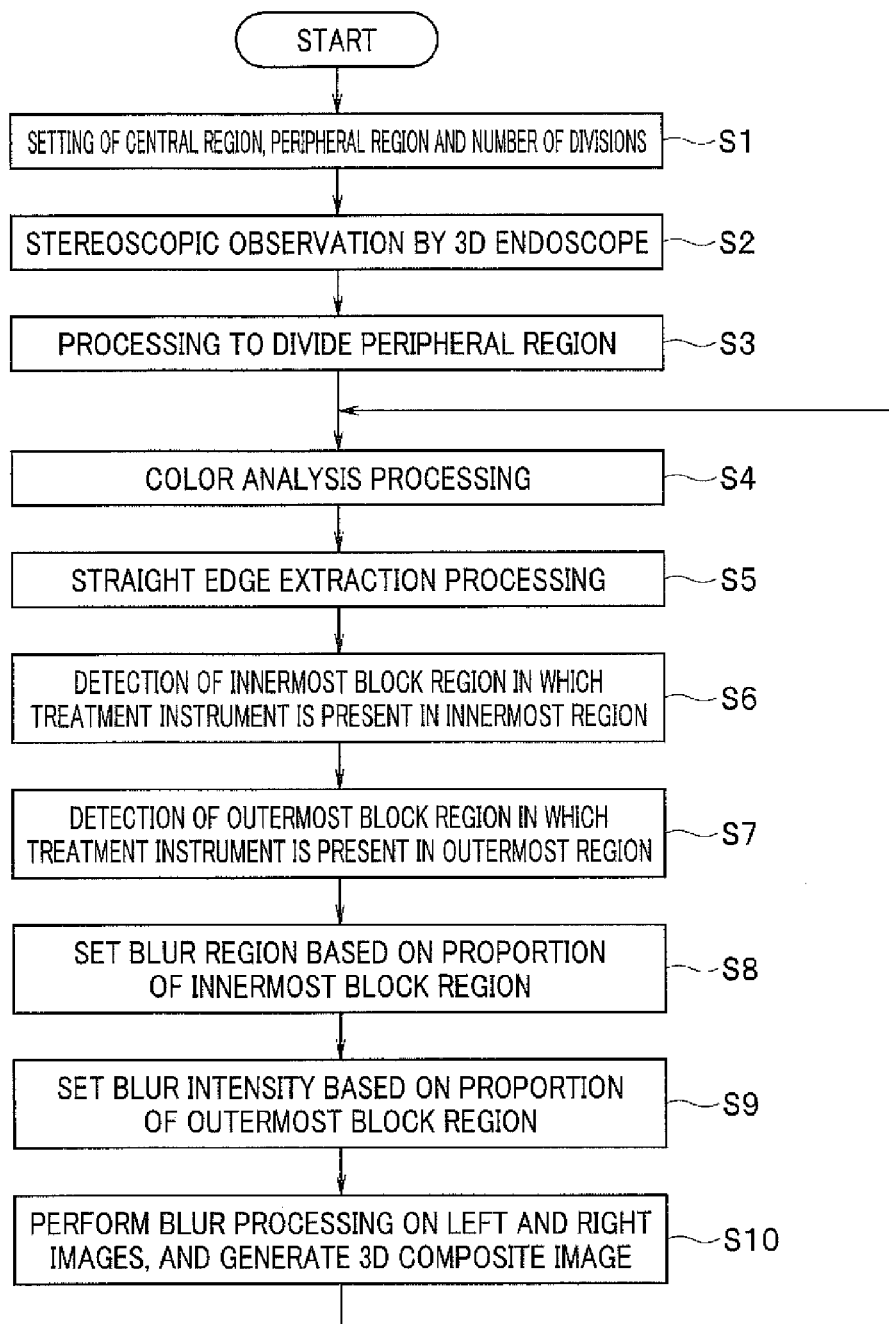 START
SETTING OF CENTRAL REGION, PERIPHERAL REGION AND NUMBER OF DIVISIONS
S1
STEREOSCOPIC OBSERVATION BY 3D ENDOSCOPE
S2
PROCESSING TO DIVIDE PERIPHERAL REGION
S3
COLOR ANALYSIS PROCESSING
S4
STRAIGHT EDGE EXTRACTION PROCESSING
S5
DETECTION OF INNERMOST BLOCK REGION IN WHICH
TREATMENT INSTRUMENT IS PRESENT IN INNERMOST REGION
S6
DETECTION OF OUTERMOST BLOCK REGION IN WHICH
TREATMENT INSTRUMENT IS PRESENT IN OUTERMOST REGION
S7
SET BLUR REGION BASED ON PROPORTION
OF INNERMOST BLOCK REGION
S8
SET BLUR INTENSITY BASED ON PROPORTION
OF OUTERMOST BLOCK REGION
S9
PERFORM BLUR PROCESSING ON LEFT AND RIGHT
IMAGES, AND GENERATE 3D COMPOSITE IMAGE
S10